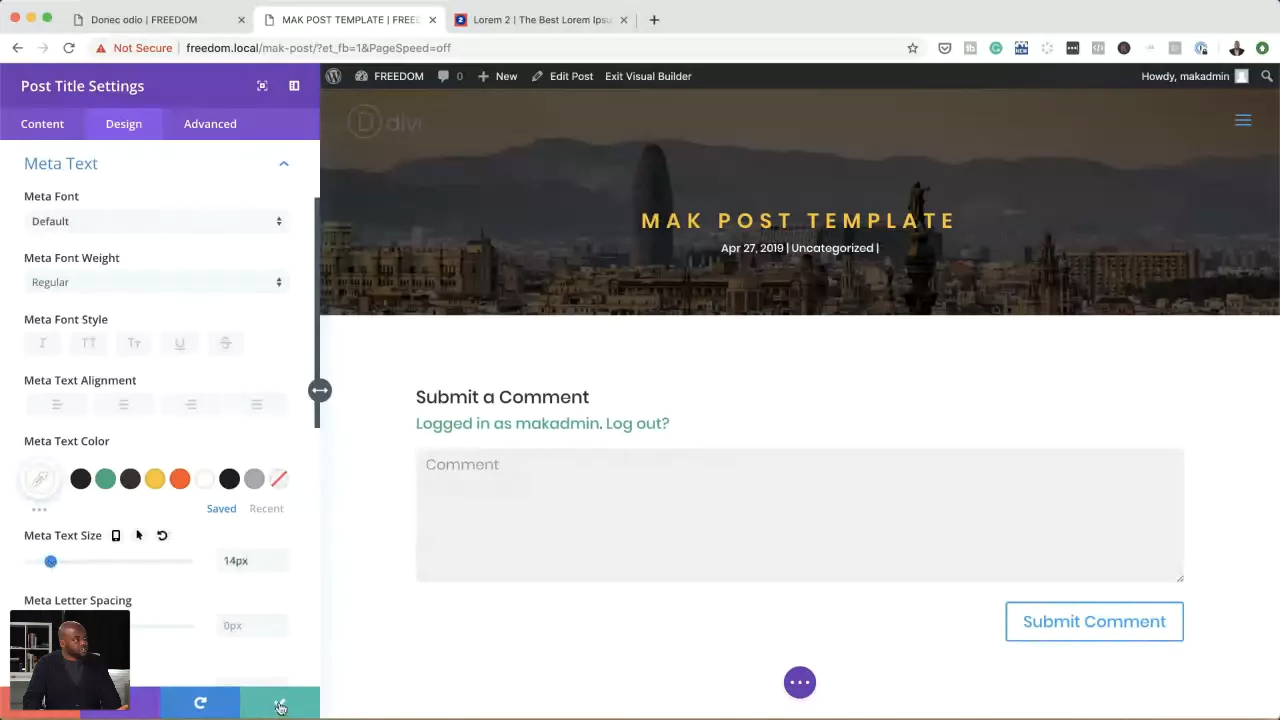 Donec odio | FREEDOM
MAK POST TEMPLATE | FREE
Lorem 2 | The Best Lorem Ipsu
Not Secure
freedom.local/mak-post/?et_fb=1&PageSpeed=off
Post Title Settings
FREEDOM
0
New
Edit Post
Exit Visual Builder
Howdy, makadmin
Content
Design
Advanced
D divi
Meta Text
Meta Font
Default
Meta Font Weight
Regular
Meta Font Style
Meta Text Alignment
Meta Text Color
Saved
Recent
Meta Text Size
14px
Meta Letter Spacing
0px
MAK POST TEMPLATE
Apr 27, 2019 | Uncategorized |
Submit a Comment
Logged in as makadmin. Log out?
Comment
Submit Comment